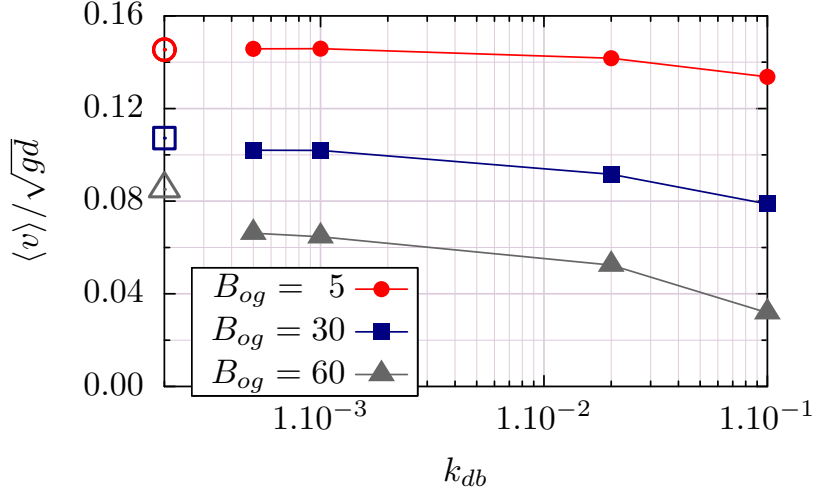 0.16
0.12
0.08
0.04
0.00
⟨v⟩/√gd
B_og = 5
B_og = 30
B_og = 60
1.10⁻³
1.10⁻²
1.10⁻¹
k_db